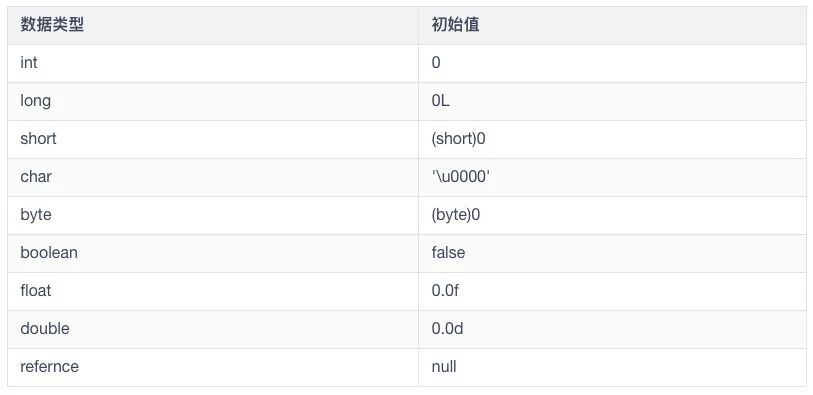 数据类型 初始值
int 0
long 0L
short (short)0
char '\u0000'
byte (byte)0
boolean false
float 0.0f
double 0.0d
refernce null